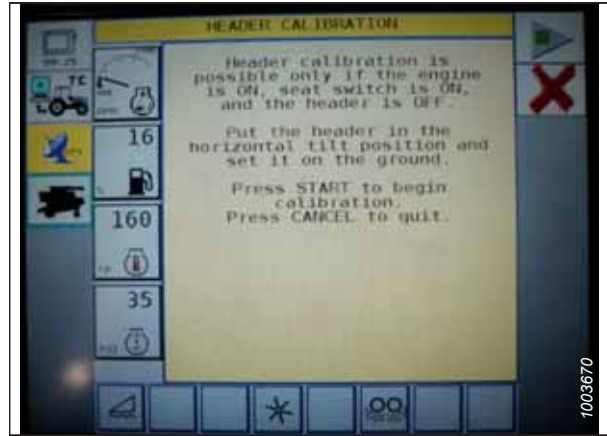 HEADER CALIBRATION
Header calibration is
possible only if the engine
is ON, seat switch is ON,
and the header is OFF.
Put the header in the
horizontal tilt position and
set it on the ground.
Press START to begin
calibration.
Press CANCEL to quit.
TC
16
160
35
1003670